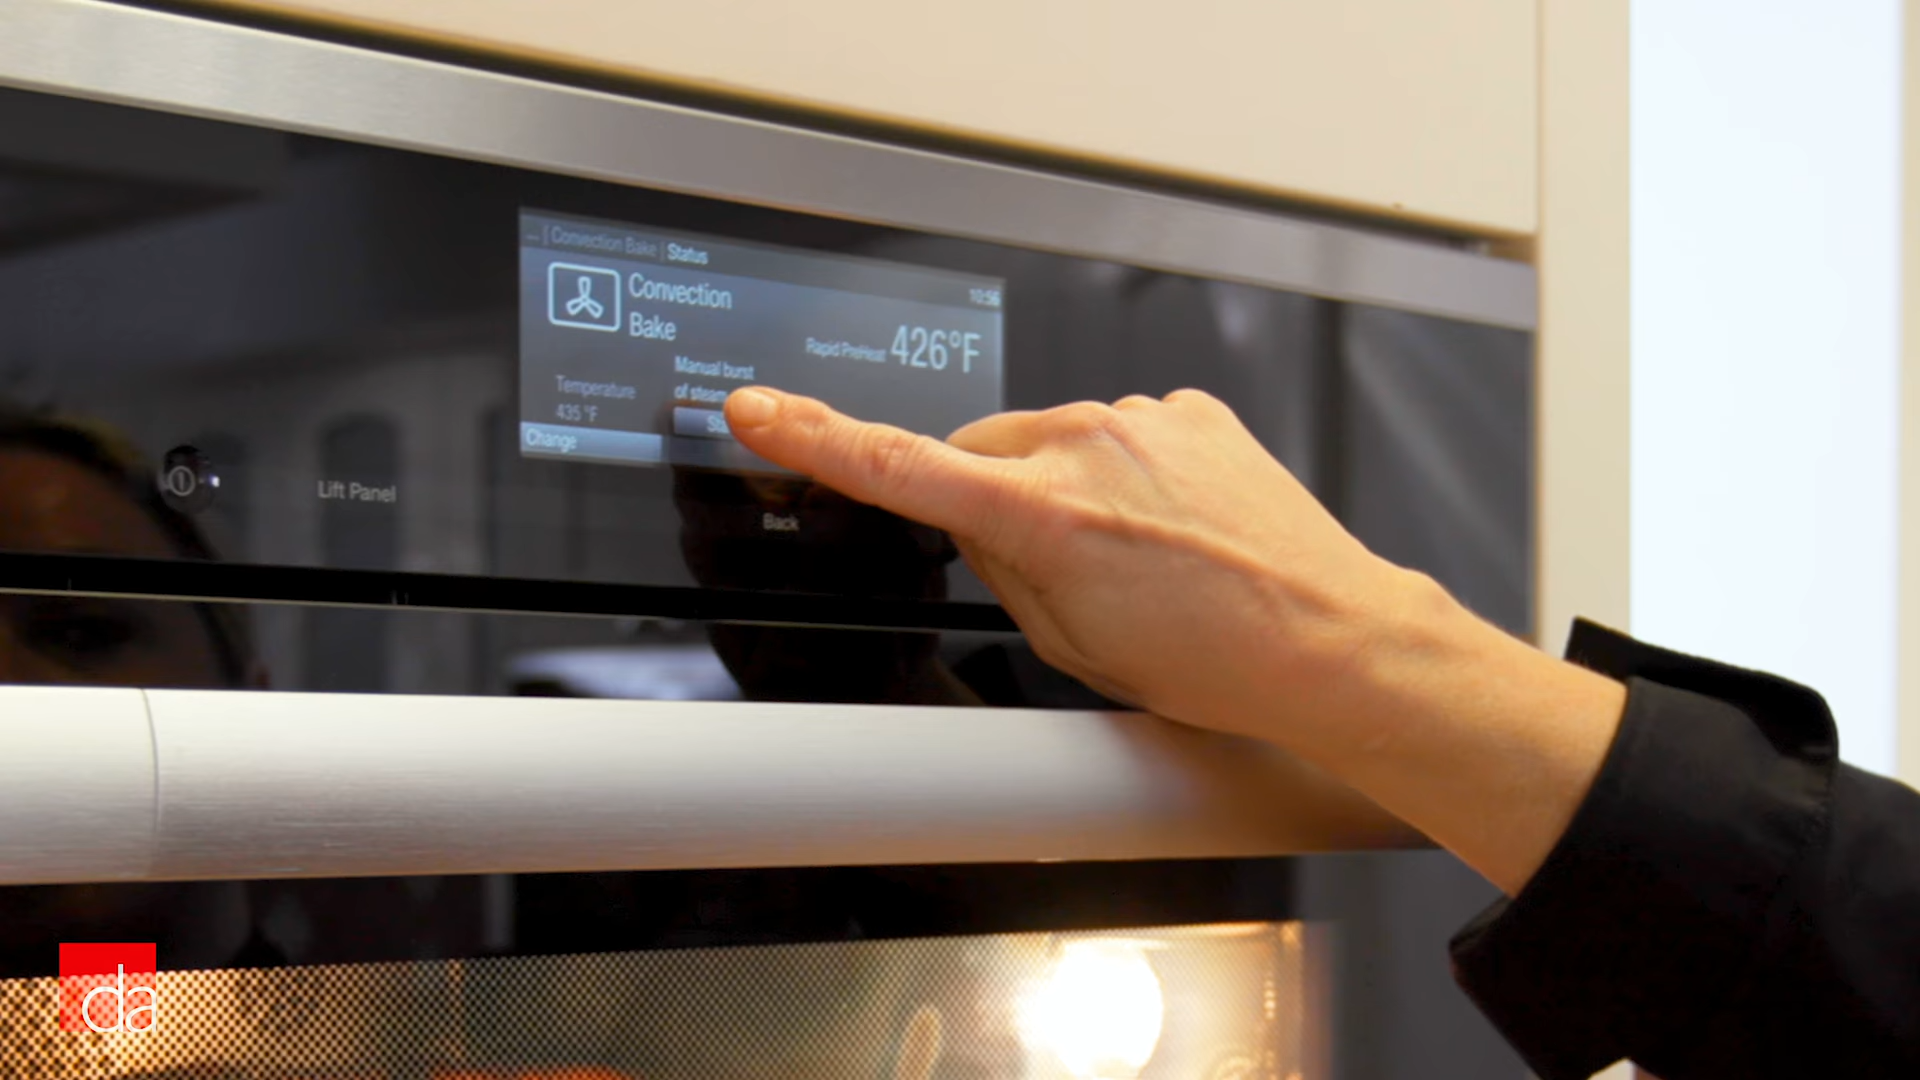 ... | Convection Bake | Status
10:56
Convection
Bake
Rapid PreHeat 426°F
Manual burst
of steam
Temperature
435 °F
Change
Lift Panel
Back
da